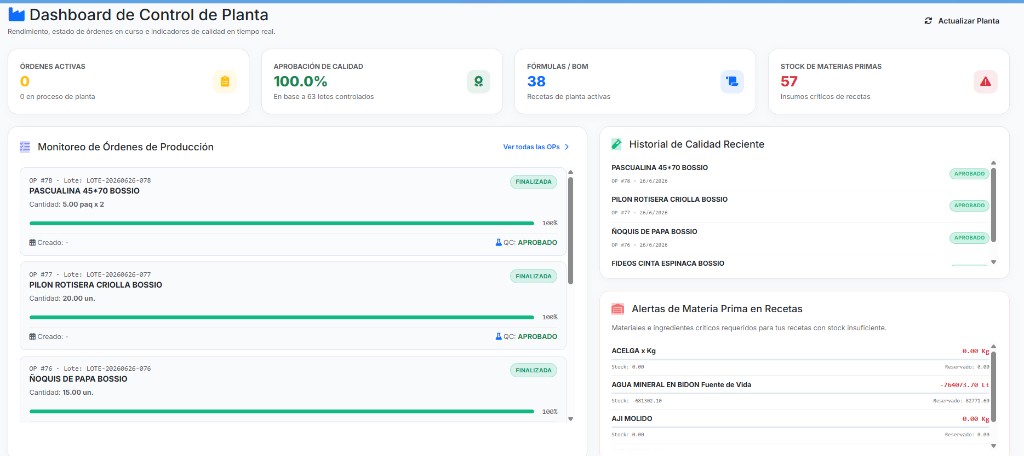 Dashboard de Control de Planta
Rendimiento, estado de órdenes en curso e indicadores de calidad en tiempo real.
Actualizar Planta
ÓRDENES ACTIVAS
0
0 en proceso de planta
APROBACIÓN DE CALIDAD
100.0%
En base a 63 lotes controlados
FÓRMULAS / BOM
38
Recetas de planta activas
STOCK DE MATERIAS PRIMAS
57
Insumos críticos de recetas
Monitoreo de Órdenes de Producción
Ver todas las OPs
OP #78 - Lote: LOTE-20260626-078
FINALIZADA
PASCUALINA 45*70 BOSSIO
Cantidad: 5.00 paq x 2
100%
Creado: -
QC: APROBADO
OP #77 - Lote: LOTE-20260626-077
FINALIZADA
PILON ROTISERA CRIOLLA BOSSIO
Cantidad: 20.00 un.
100%
Creado: -
QC: APROBADO
OP #76 - Lote: LOTE-20260626-076
FINALIZADA
ÑOQUIS DE PAPA BOSSIO
Cantidad: 15.00 un.
100%
Historial de Calidad Reciente
PASCUALINA 45*70 BOSSIO
OP #78 - 26/6/2026
APROBADO
PILON ROTISERA CRIOLLA BOSSIO
OP #77 - 26/6/2026
APROBADO
ÑOQUIS DE PAPA BOSSIO
OP #76 - 26/6/2026
APROBADO
FIDEOS CINTA ESPINACA BOSSIO
Alertas de Materia Prima en Recetas
Materiales e ingredientes críticos requeridos para tus recetas con stock insuficiente.
ACELGA x Kg
0.00 Kg
Stock: 0.00
Reservado: 0.00
AGUA MINERAL EN BIDON Fuente de Vida
-764073.70 Lt
Stock:
Reservado:
AJI MOLIDO
0.00 Kg
Stock: 0.00
Reservado: 0.00